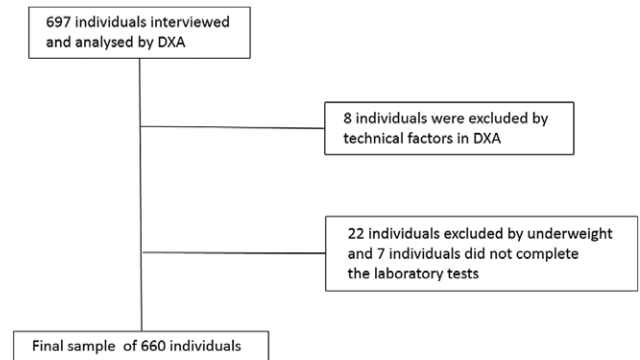 697 individuals interviewed
and analysed by DXA
8 individuals were excluded by
technical factors in DXA
22 individuals excluded by underweight
and 7 individuals did not complete
the laboratory tests
Final sample of 660 individuals